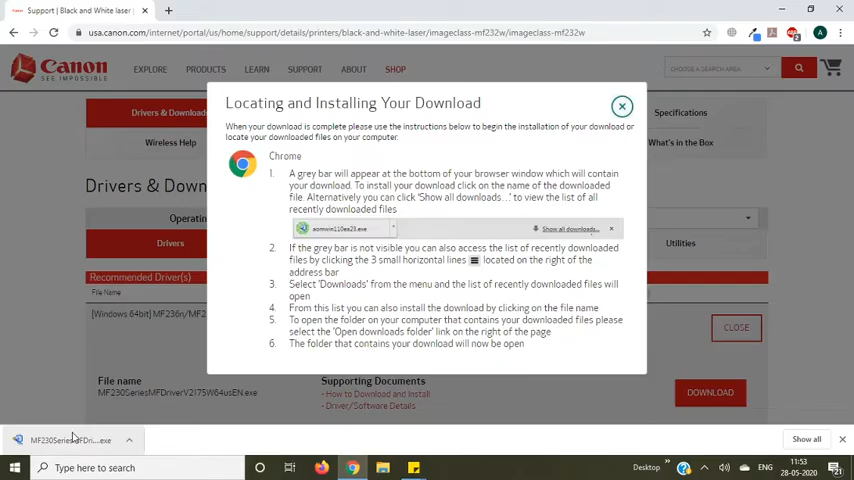 Support | Black and White laser
usa.canon.com/internet/portal/us/home/support/details/printers/black-and-white-laser/imageclass-mf232w/imageclass-mf232w
A
2
Canon
SEE IMPOSSIBLE
EXPLORE
PRODUCTS
LEARN
SUPPORT
ABOUT
SHOP
CHOOSE A SEARCH AREA
Drivers & Downloads
Specifications
Wireless Help
What's in the Box
Drivers & Down
Operatin
Drivers
Utilities
Recommended Driver(s)
File Name
[Windows 64bit] MF236n/MF2
CLOSE
File name
MF230SeriesMFDriverV2175W64usEN.exe
Supporting Documents
How to Download and Install
Driver/Software Details
DOWNLOAD
Locating and Installing Your Download
When your download is complete please use the instructions below to begin the installation of your download or
locate your downloaded files on your computer.
Chrome
1. A grey bar will appear at the bottom of your browser window which will contain
your download. To install your download click on the name of the downloaded
file. Alternatively you can click 'Show all downloads...' to view the list of all
recently downloaded files
aomwin110ea23.exe
Show all downloads...
2. If the grey bar is not visible you can also access the list of recently downloaded
files by clicking the 3 small horizontal lines located on the right of the
address bar
3. Select 'Downloads' from the menu and the list of recently downloaded files will
open
4. From this list you can also install the download by clicking on the file name
5. To open the folder on your computer that contains your downloaded files please
select the 'Open downloads folder' link on the right of the page
6. The folder that contains your download will now be open
Show all
Type here to search
Desktop
ENG
11:53
28-05-2020
21